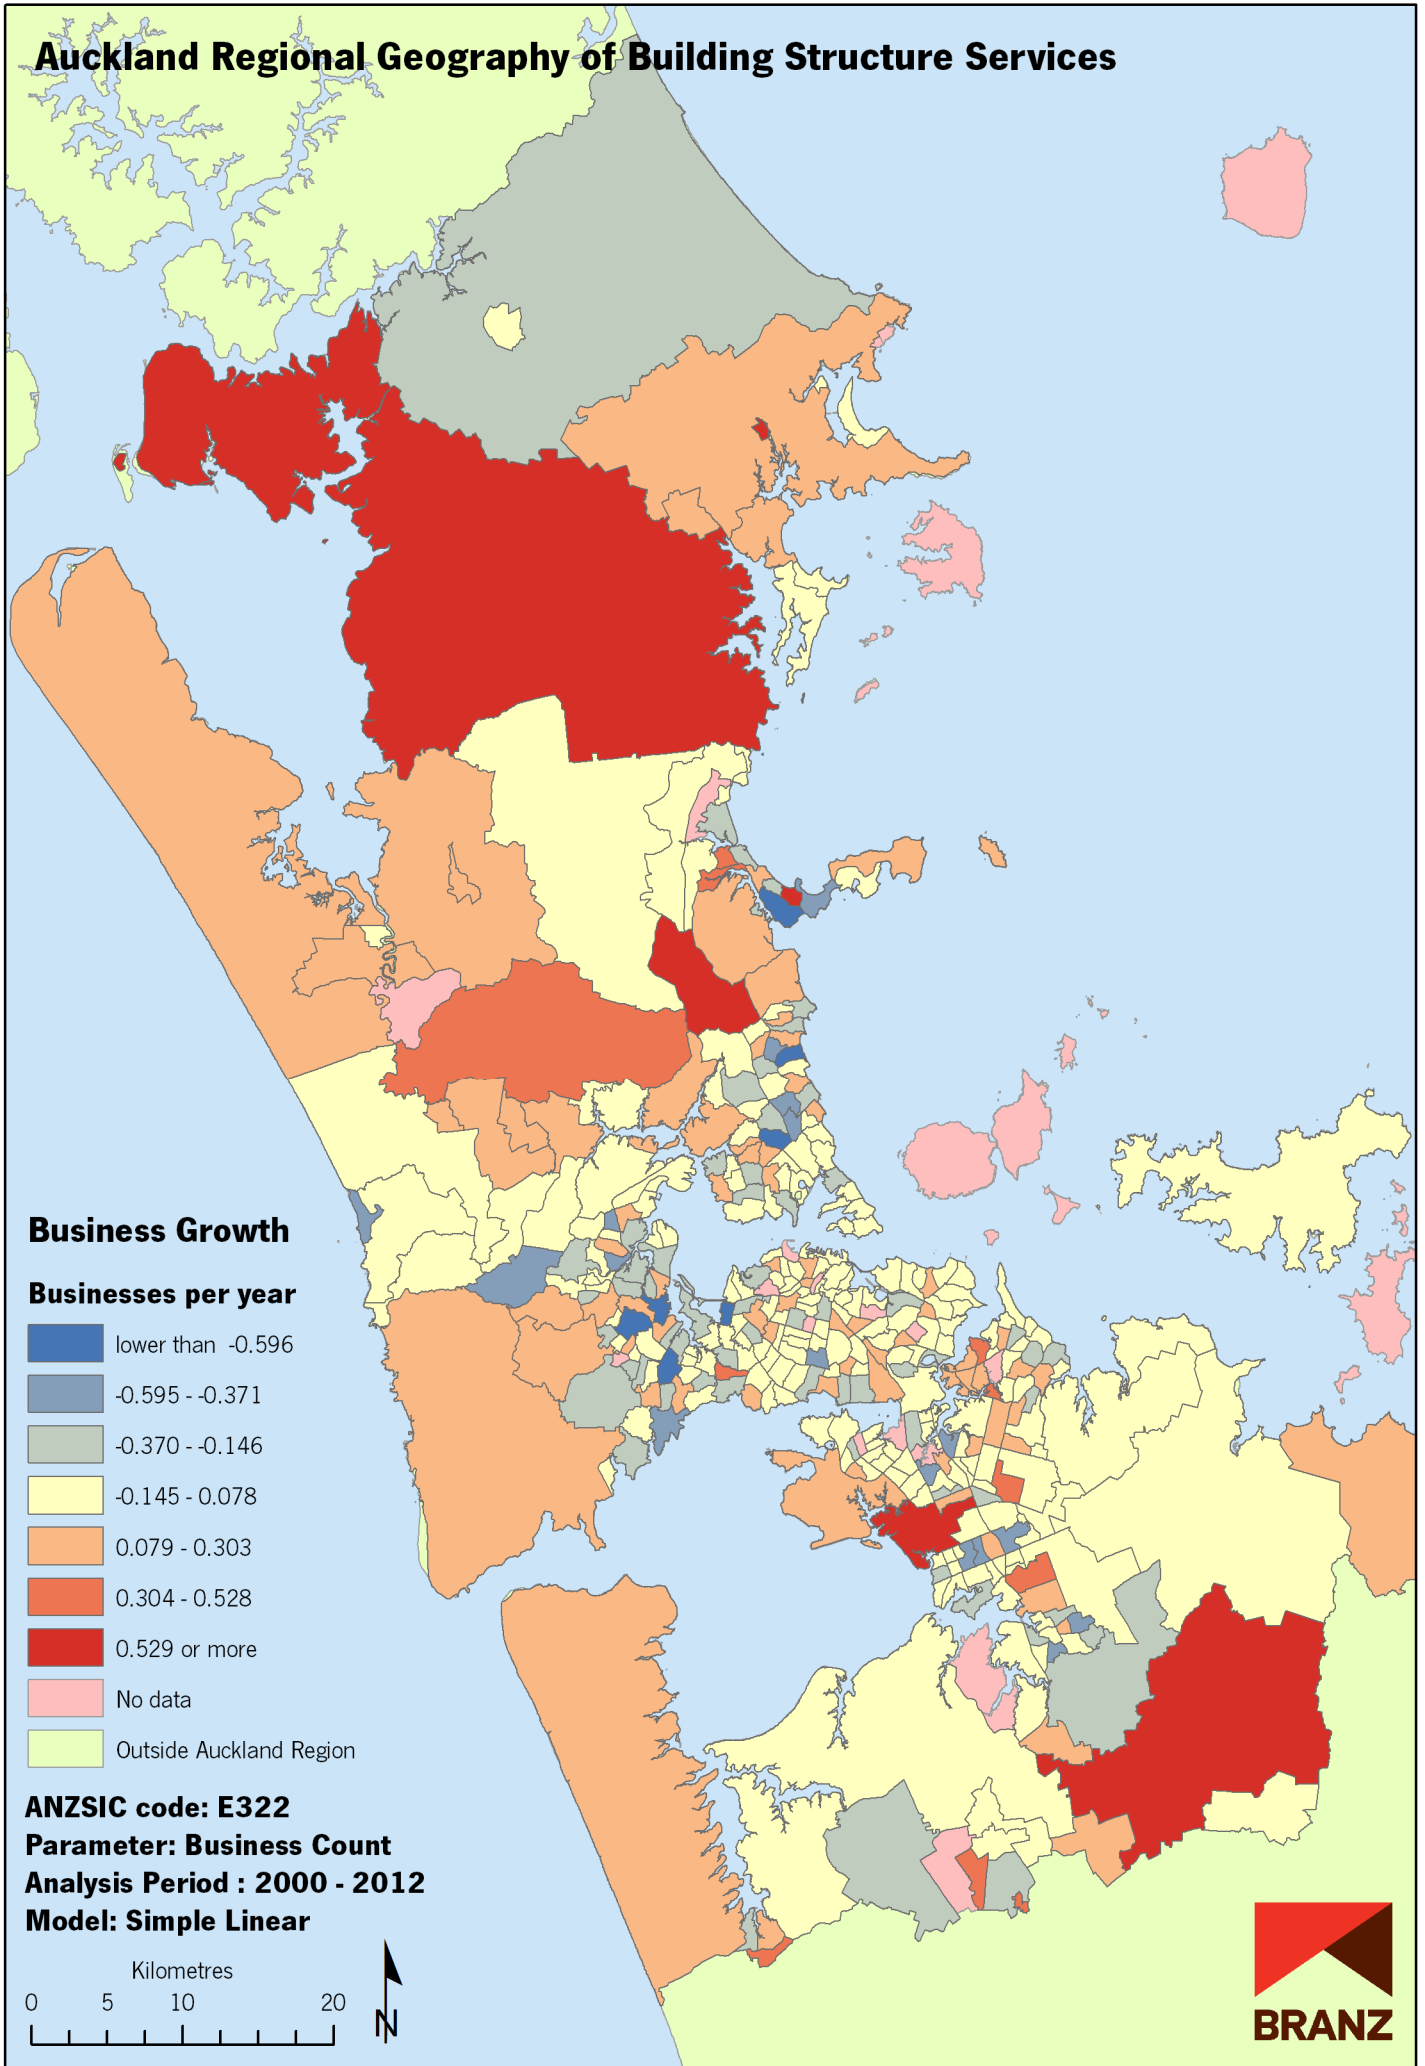 Auckland Regional Geography of Building Structure Services
Business Growth
Businesses per year
lower than -0.596
-0.595 - -0.371
-0.370 - -0.146
-0.145 - 0.078
0.079 - 0.303
0.304 - 0.528
0.529 or more
No data
Outside Auckland Region
ANZSIC code: E322
Parameter: Business Count
Analysis Period : 2000 - 2012
Model: Simple Linear
Kilometres
0 5 10 20
N
BRANZ